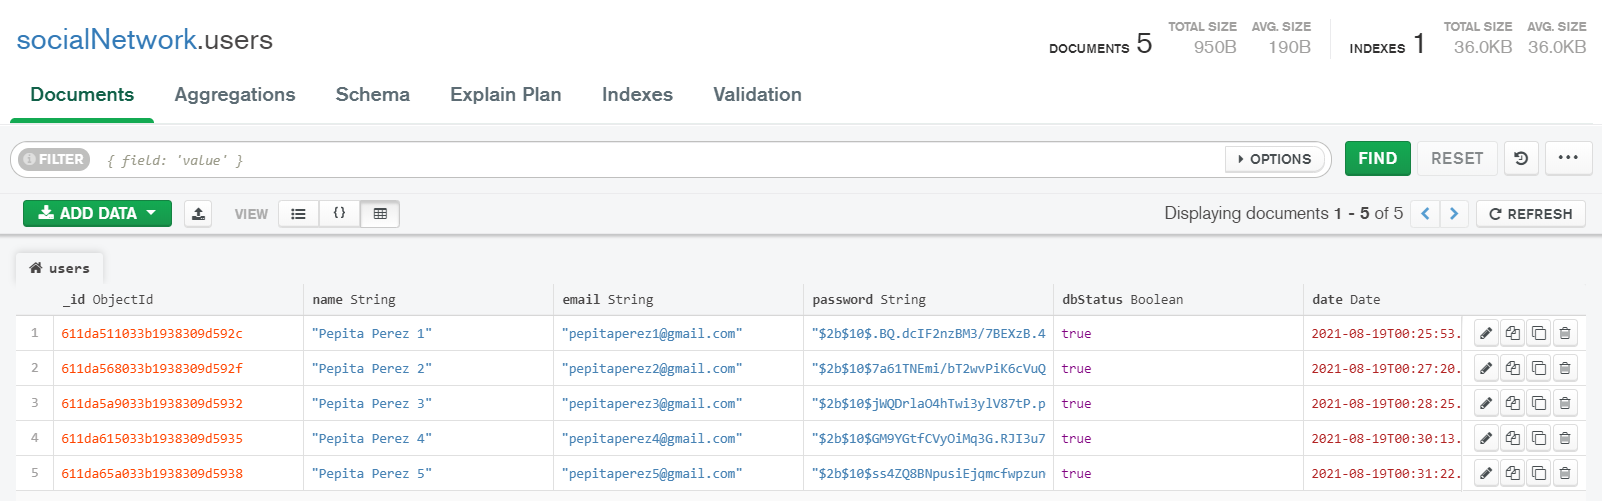 socialNetwork.users
DOCUMENTS 5 TOTAL SIZE 950B AVG. SIZE 190B INDEXES 1 TOTAL SIZE 36.0KB AVG. SIZE 36.0KB
Documents Aggregations Schema Explain Plan Indexes Validation
FILTER { field: 'value' } OPTIONS FIND RESET ...
ADD DATA VIEW {} Displaying documents 1 - 5 of 5 < > REFRESH
users
_id ObjectId name String email String password String dbStatus Boolean date Date
1 611da511033b1938309d592c "Pepita Perez 1" "pepitaperez1@gmail.com" "$2b$10$.BQ.dcIF2nzBM3/7BEXzB.4 true 2021-08-19T00:25:53.
2 611da568033b1938309d592f "Pepita Perez 2" "pepitaperez2@gmail.com" "$2b$10$7a61TNEmi/bT2wvPiK6cVuQ true 2021-08-19T00:27:20.
3 611da5a9033b1938309d5932 "Pepita Perez 3" "pepitaperez3@gmail.com" "$2b$10$jWQDrlaO4hTwi3ylV87tP.p true 2021-08-19T00:28:25.
4 611da615033b1938309d5935 "Pepita Perez 4" "pepitaperez4@gmail.com" "$2b$10$GM9YGtfCVyOiMq3G.RJI3u7 true 2021-08-19T00:30:13.
5 611da65a033b1938309d5938 "Pepita Perez 5" "pepitaperez5@gmail.com" "$2b$10$ss4ZQ8BNpusiEjqmcfwpzun true 2021-08-19T00:31:22.